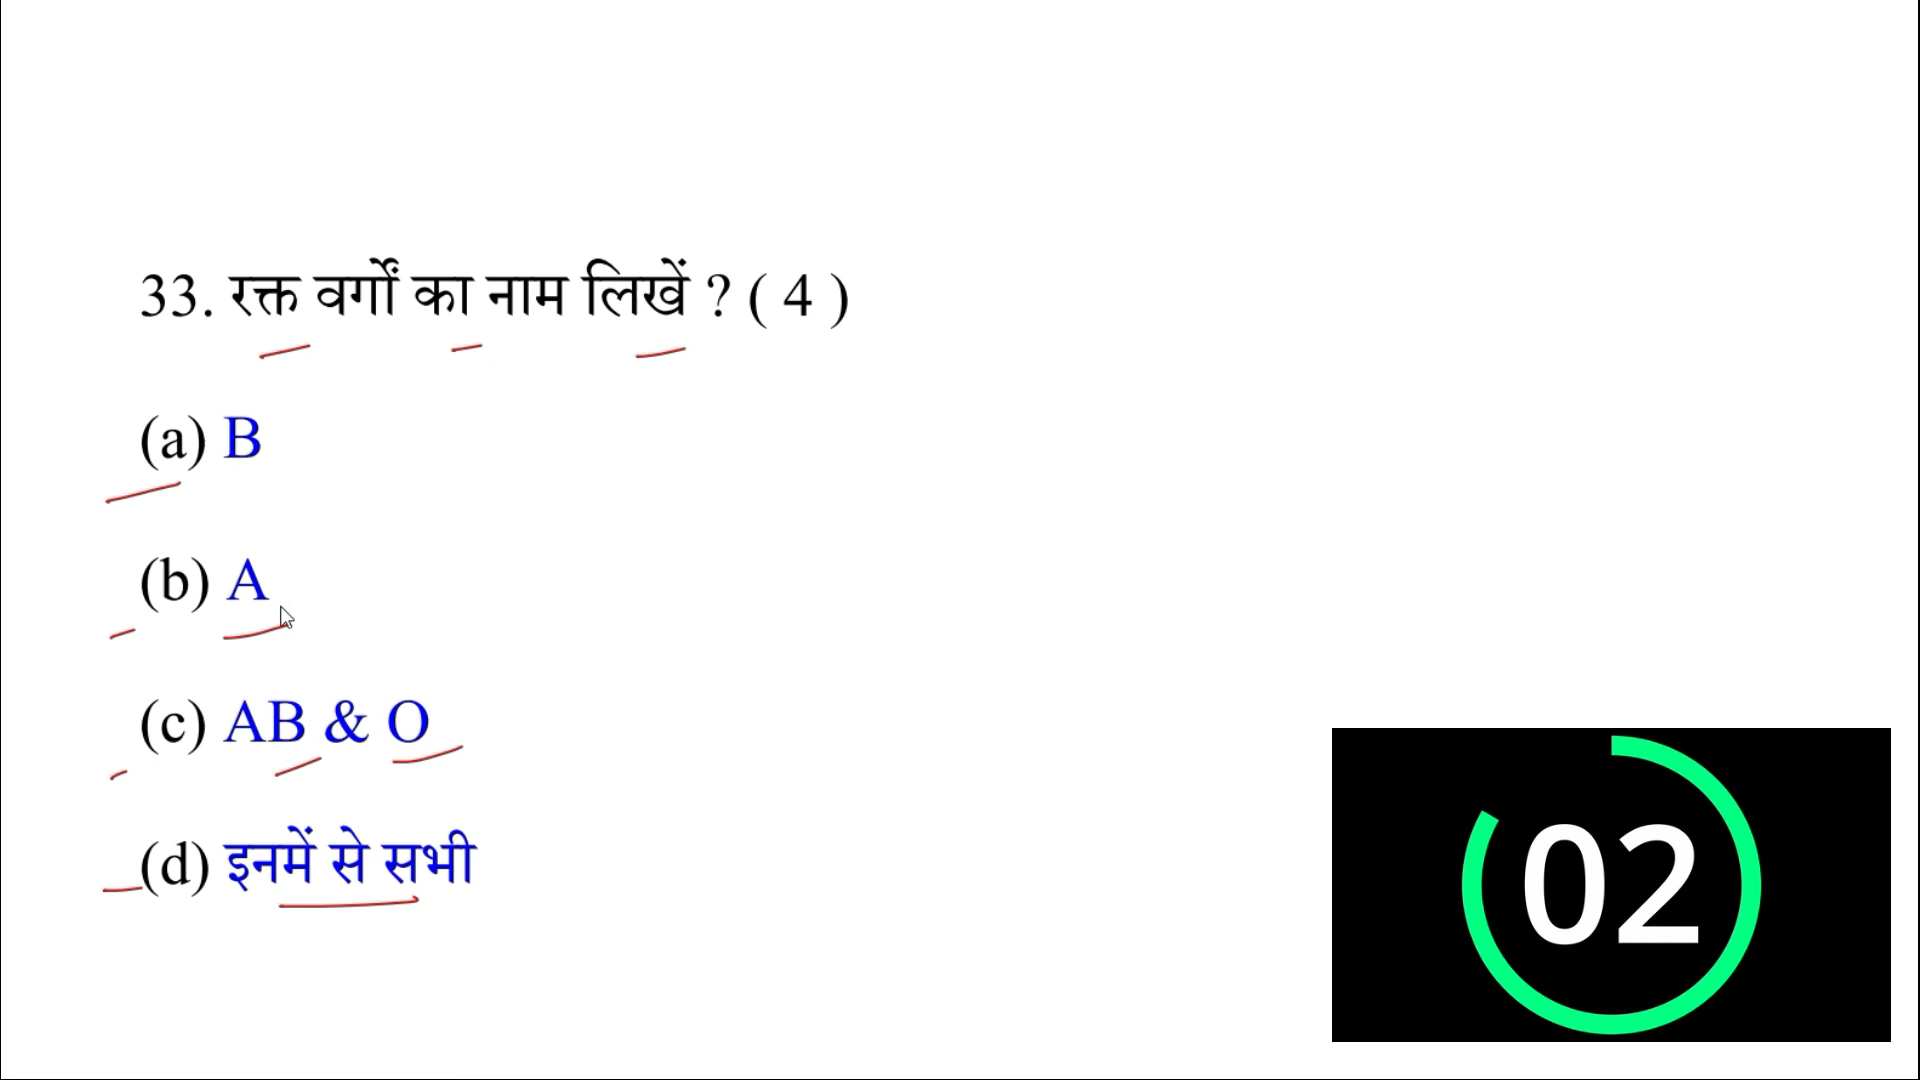 33. रक्त वर्गों का नाम लिखें ? ( 4 )
(a) B
(b) A
(c) AB & O
(d) इनमें से सभी
02